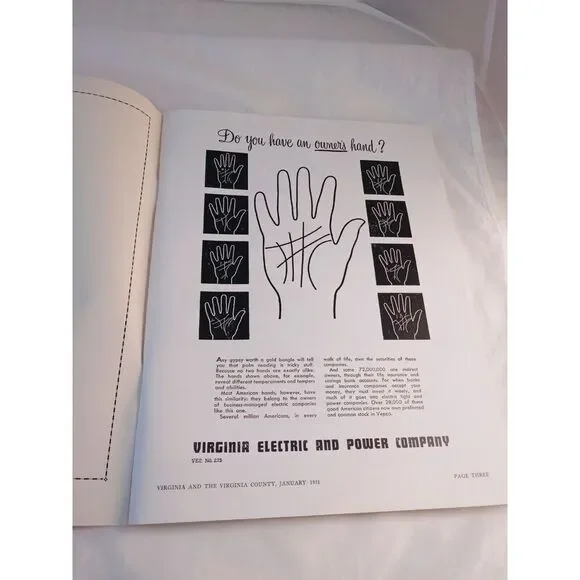 Do you have an owner's hand?
Any gypsy worth a gold bangle will tell
you that palm reading is tricky stuff.
Because no two hands are exactly alike.
The hands shown above, for example,
reveal different temperaments and tempers
and abilities.
Most American hands, however, have
this similarity: they belong to the owners
of business-managed electric companies
like this one.
Several million Americans, in every
walk of life, own the securities of these
companies.
And some 72,000,000 are indirect
owners, through their life insurance and
savings bank accounts. For when banks
and insurance companies accept your
money, they must invest it wisely, and
much of it goes into electric light and
power companies. Over 28,000 of these
good American citizens now own preferred
and common stock in Vepco.
VIRGINIA ELECTRIC AND POWER COMPANY
VIRGINIA AND THE VIRGINIA COUNTY, JANUARY 1951
PAGE THREE